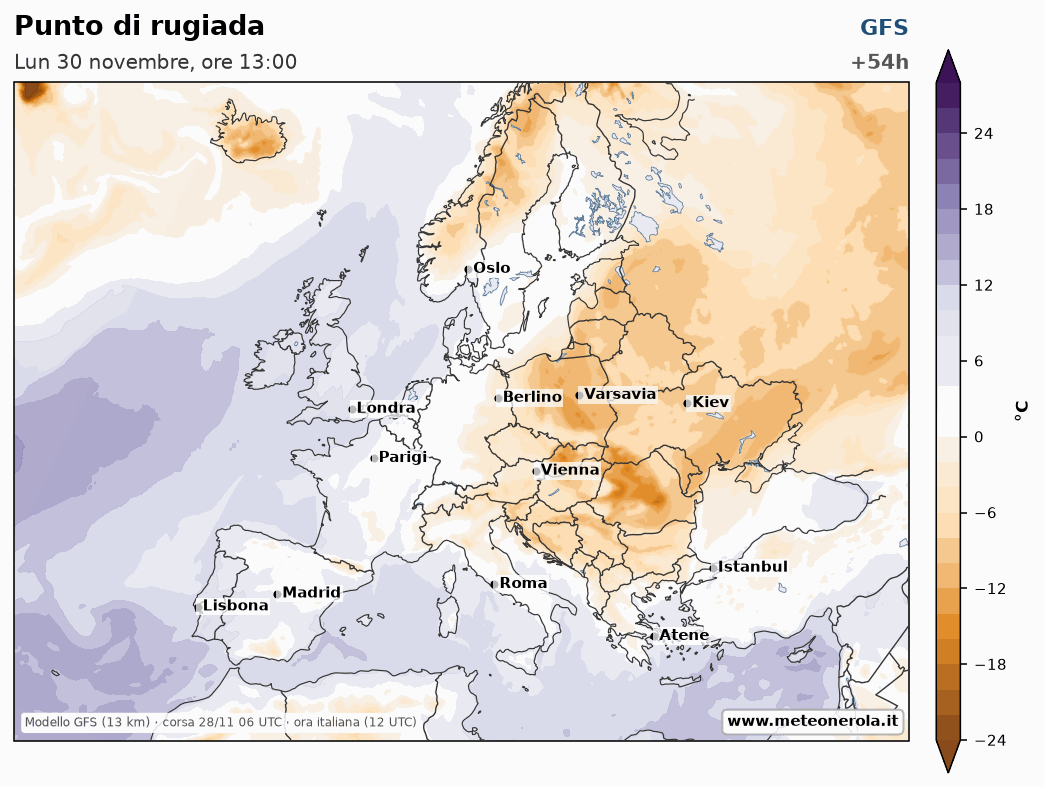 Punto di rugiada
GFS
Lun 30 novembre, ore 13:00
+54h
Oslo
Berlino
Varsavia
Kiev
Londra
Parigi
Vienna
Istanbul
Roma
Madrid
Lisbona
Atene
Modello GFS (13 km) · corsa 28/11 06 UTC · ora italiana (12 UTC)
www.meteonerola.it
24
18
12
6
0
−6
−12
−18
−24
°C